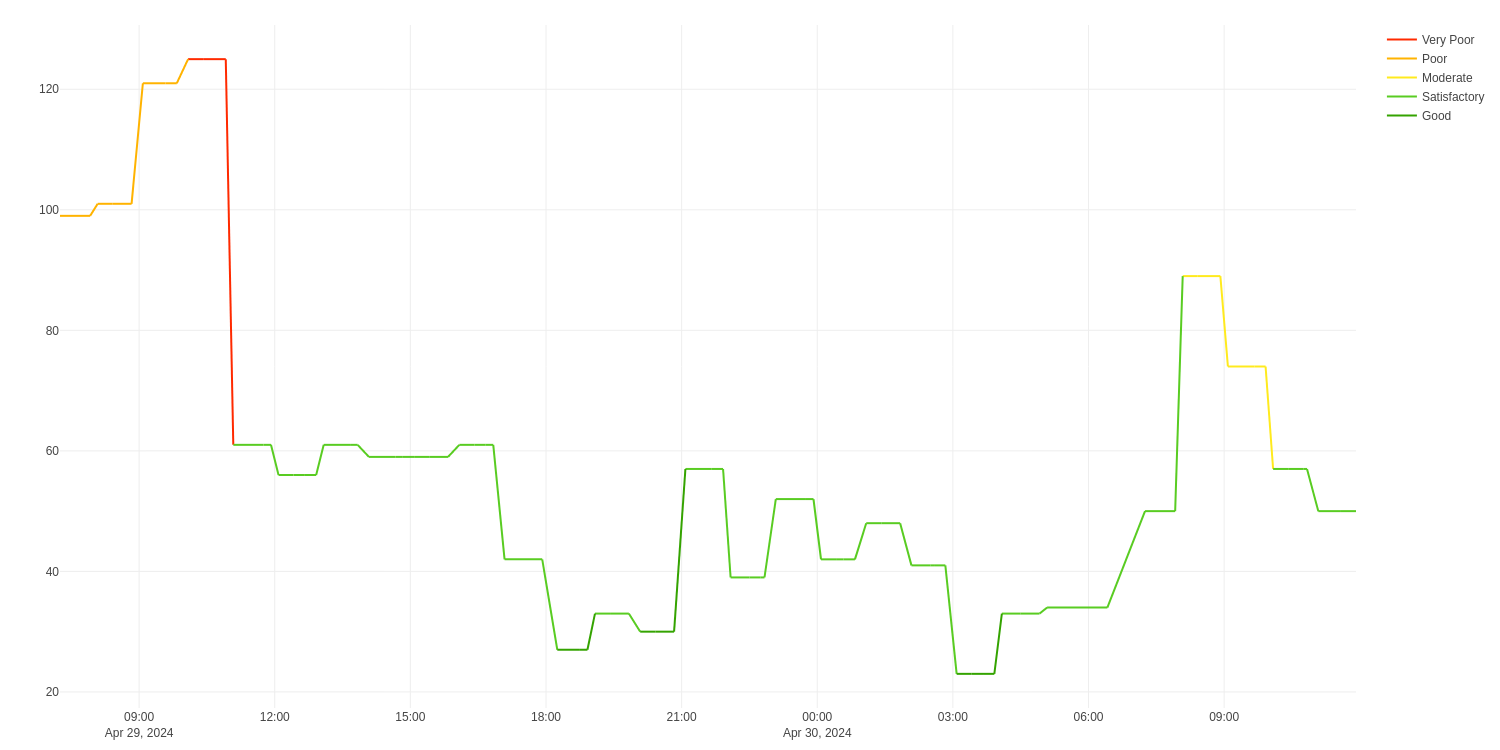 120
100
80
60
40
20
09:00
12:00
15:00
18:00
21:00
00:00
03:00
06:00
09:00
Apr 29, 2024
Apr 30, 2024
Very Poor
Poor
Moderate
Satisfactory
Good